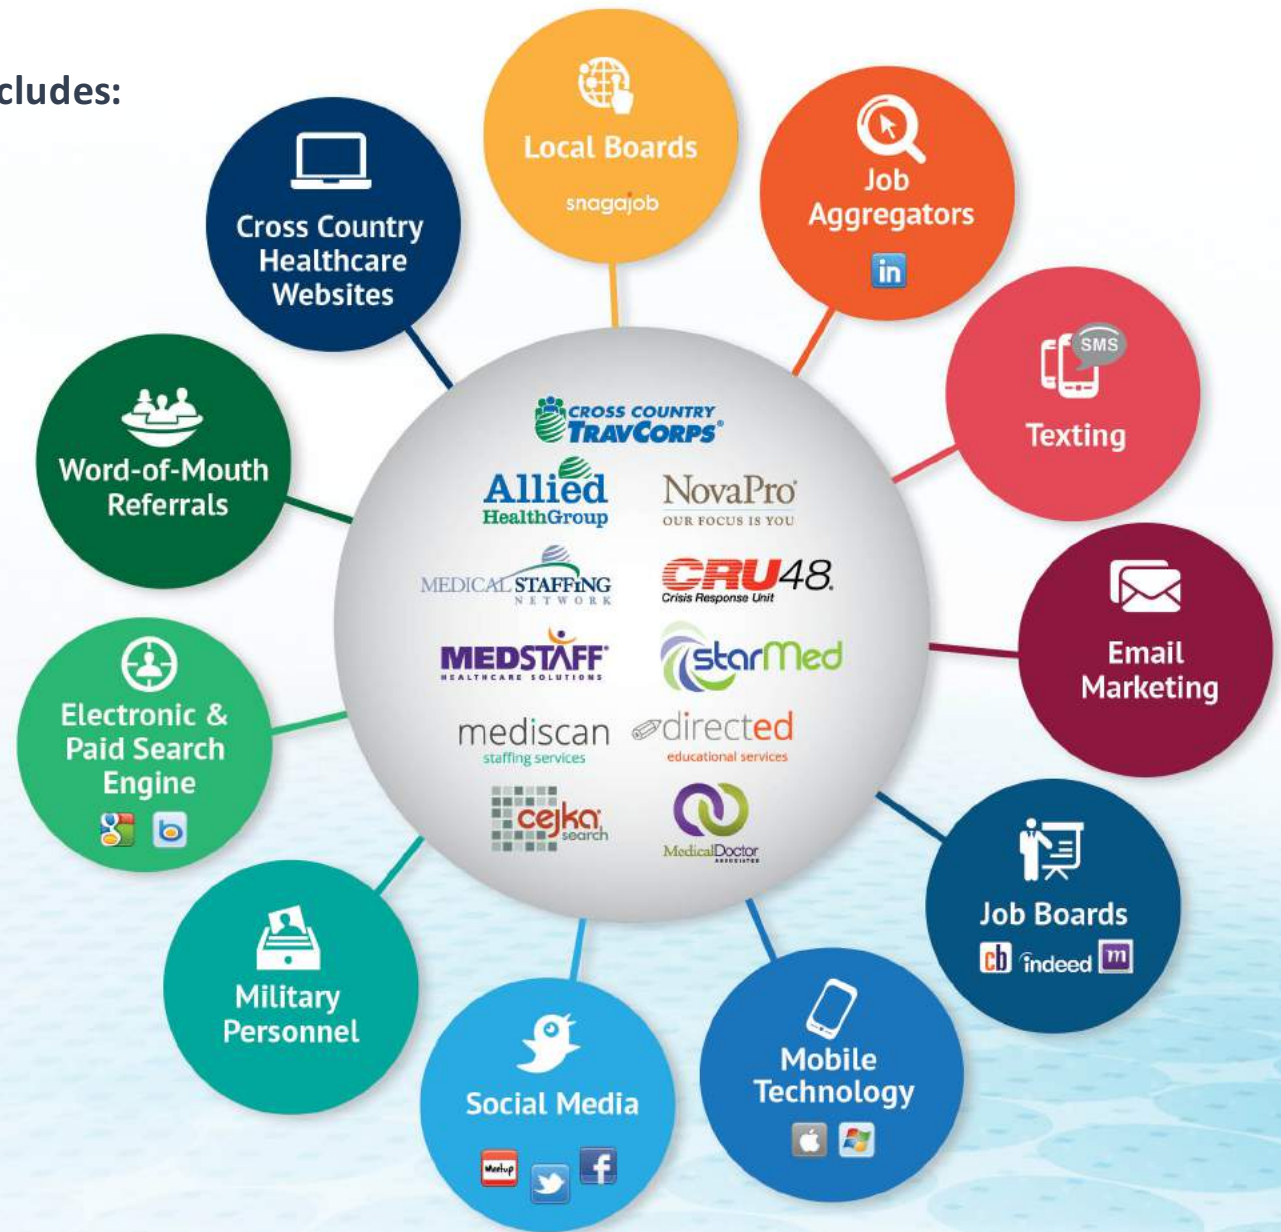 cludes:
Local Boards
snagajob
Job
Aggregators
in
SMS
Texting
Email
Marketing
Job Boards
cb indeed m
Mobile
Technology
Social Media
Meetup
f
Military
Personnel
Electronic &
Paid Search
Engine
g b
Word-of-Mouth
Referrals
Cross Country
Healthcare
Websites
CROSS COUNTRY
TRAVCORPS®
Allied
HealthGroup
NovaPro®
OUR FOCUS IS YOU
MEDICAL STAFFING
NETWORK
CRU48®
Crisis Response Unit
MEDSTAFF®
HEALTHCARE SOLUTIONS
starMed
mediscan
staffing services
directed
educational services
cejka®
search
MedicalDoctor
ASSOCIATES